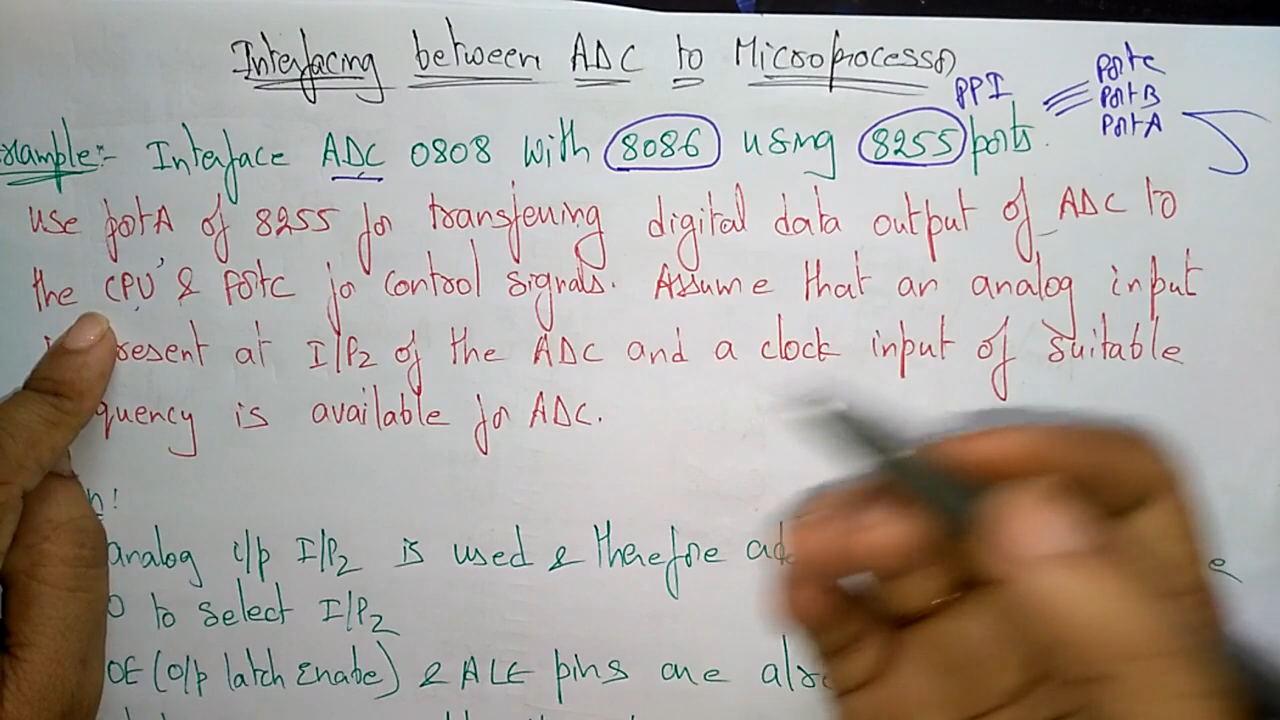 Interfacing between ADC to Microprocessor
PPI
Port C
Port B
Port A
Example:- Interface ADC 0808 with 8086 using 8255 ports.
use port A of 8255 for transferring digital data output of ADC to
the CPU & Port C for control signals. Assume that an analog input
present at I/P2 of the ADC and a clock input of suitable
quency is available for ADC.
analog i/p I/P2 is used & therefore
to select I/P2
OE (O/p latch Enable) & ALE pins are